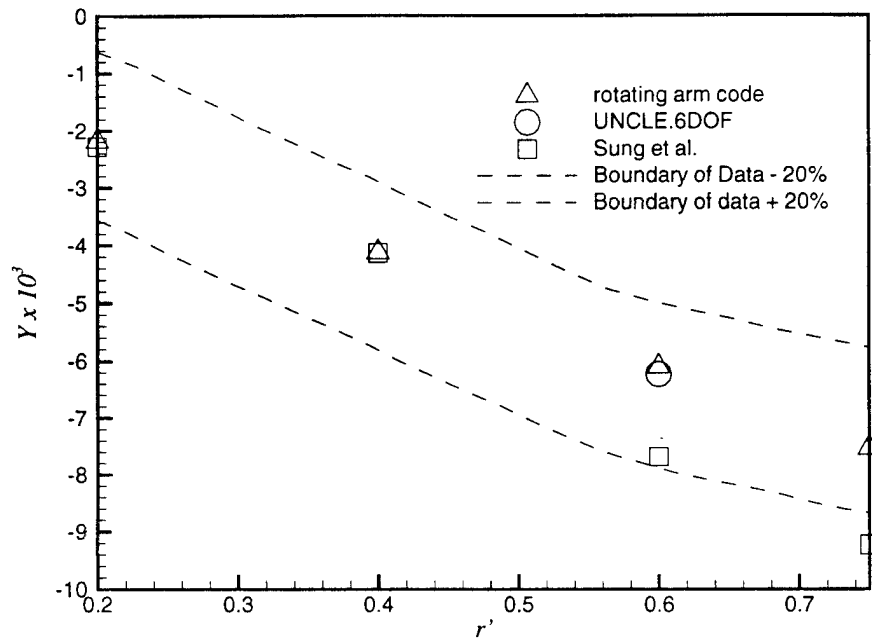 0
-1
-2
-3
-4
-5
-6
-7
-8
-9
-10
Y x 10³
rotating arm code
UNCLE.6DOF
Sung et al.
Boundary of Data - 20%
Boundary of data + 20%
0.2 0.3 0.4 0.5 0.6 0.7
r'